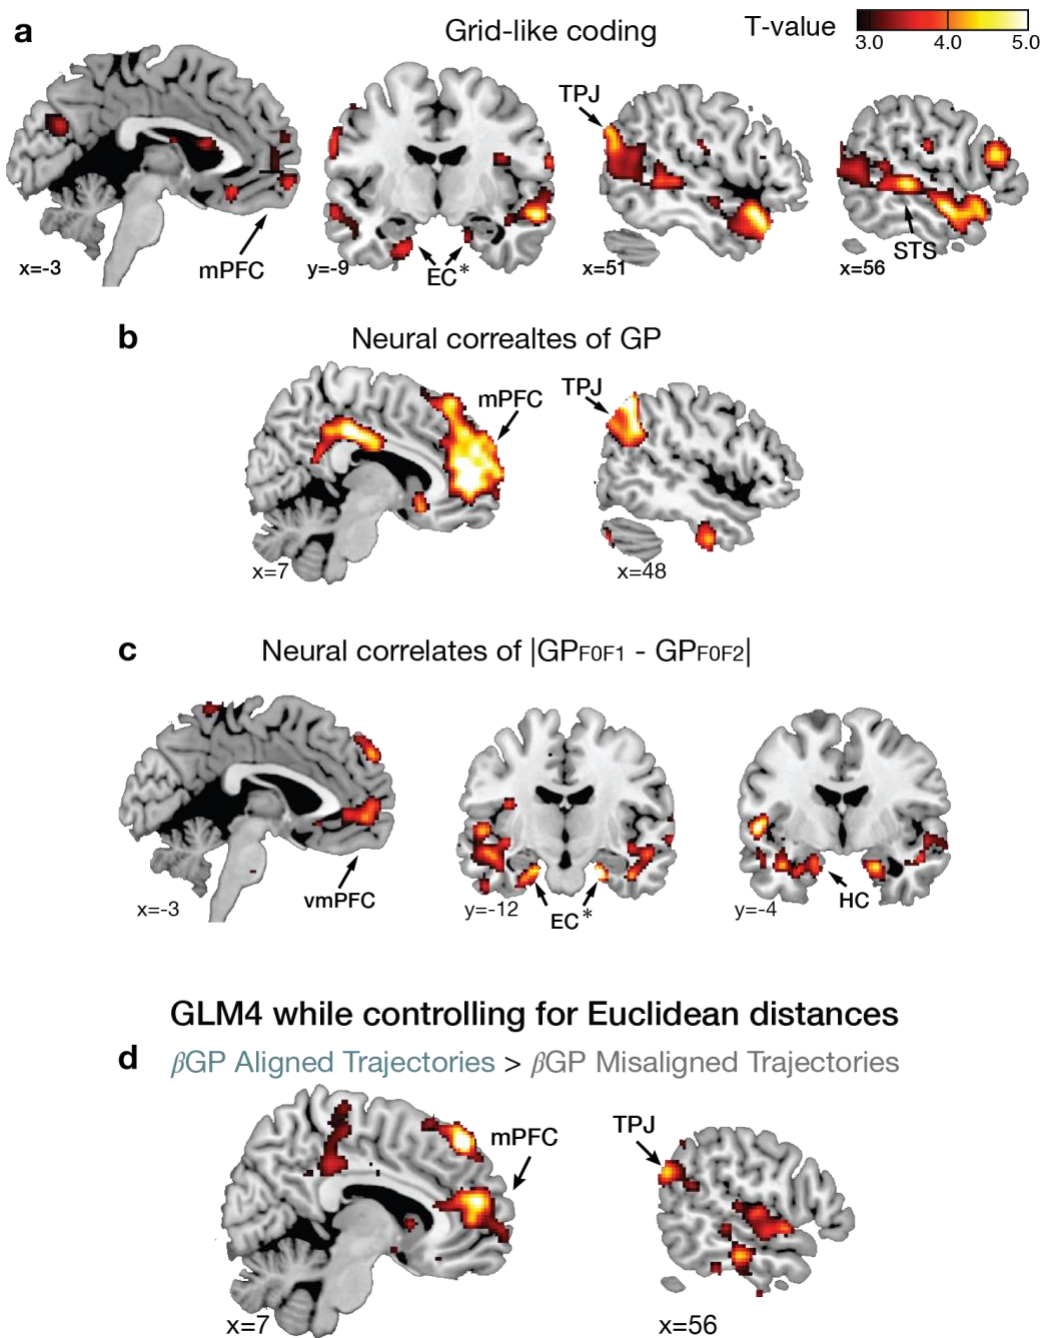 a
Grid-like coding
T-value
3.0 4.0 5.0
TPJ
mPFC
EC*
STS
x=-3
y=-9
x=51
x=56
b
Neural correaltes of GP
mPFC
TPJ
x=7
x=48
c
Neural correlates of |GPF0F1 - GPF0F2|
x=-3
vmPFC
y=-12
EC*
y=-4
HC
GLM4 while controlling for Euclidean distances
d
βGP Aligned Trajectories > βGP Misaligned Trajectories
mPFC
TPJ
x=7
x=56